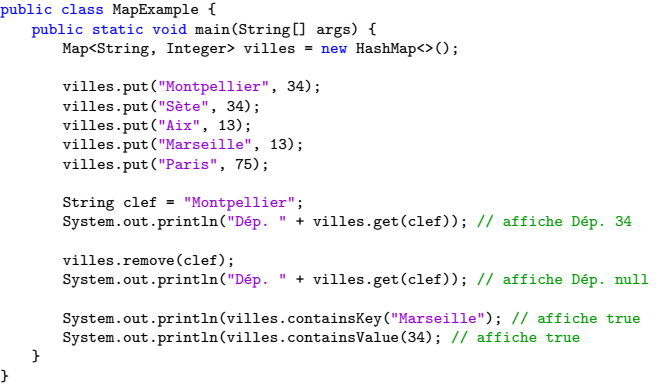 public class MapExample {
public static void main(String[] args) {
Map<String, Integer> villes = new HashMap<>();
villes.put("Montpellier", 34);
villes.put("Sète", 34);
villes.put("Aix", 13);
villes.put("Marseille", 13);
villes.put("Paris", 75);
String clef = "Montpellier";
System.out.println("Dép. " + villes.get(clef)); // affiche Dép. 34
villes.remove(clef);
System.out.println("Dép. " + villes.get(clef)); // affiche Dép. null
System.out.println(villes.containsKey("Marseille"); // affiche true
System.out.println(villes.containsValue(34); // affiche true
}
}